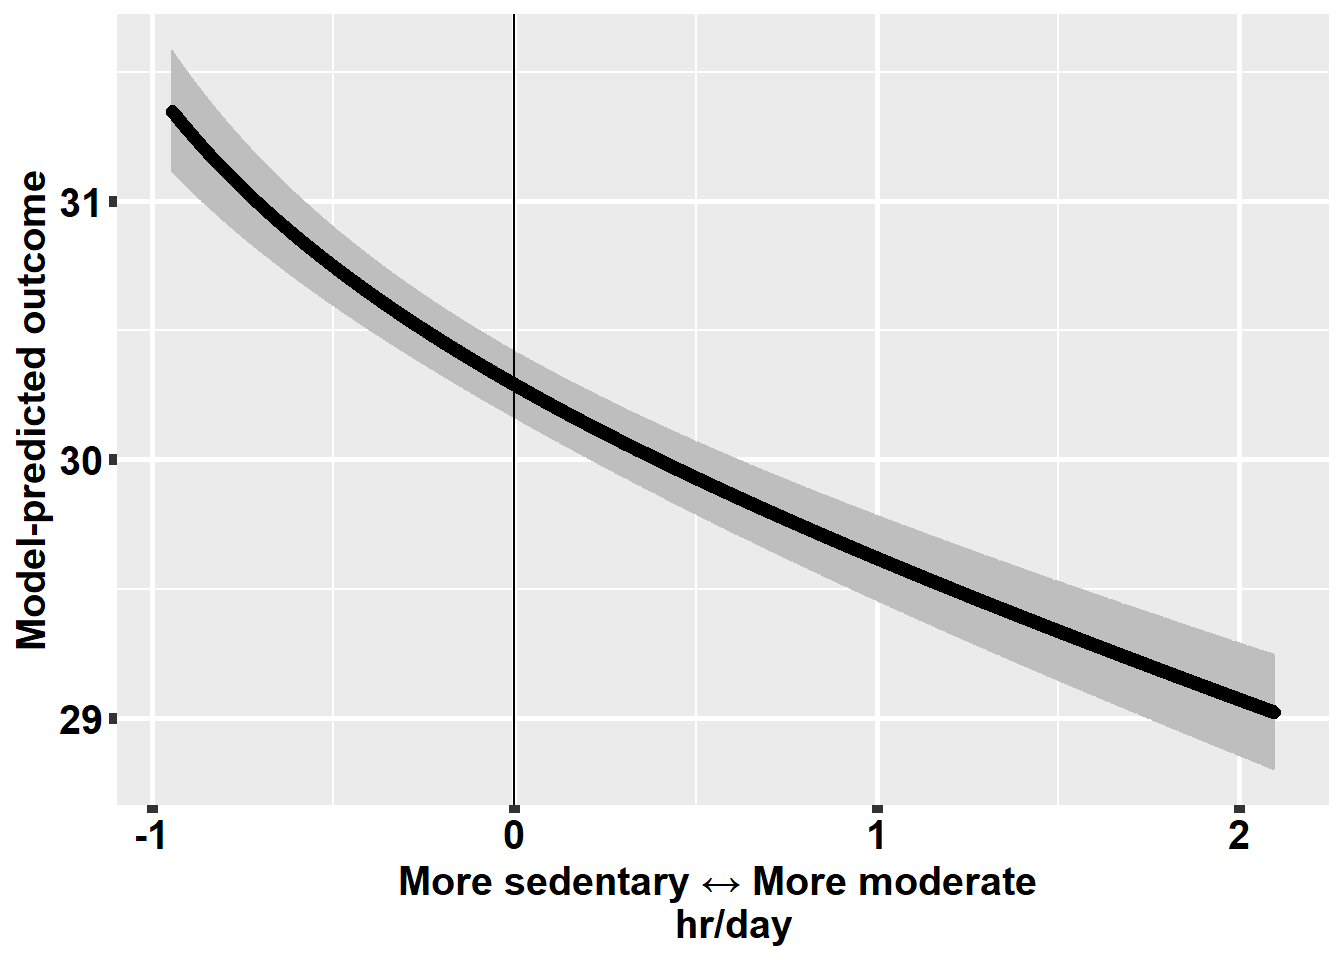 Model-predicted outcome
31
30
29
-1 0 1 2
More sedentary ↔ More moderate
hr/day